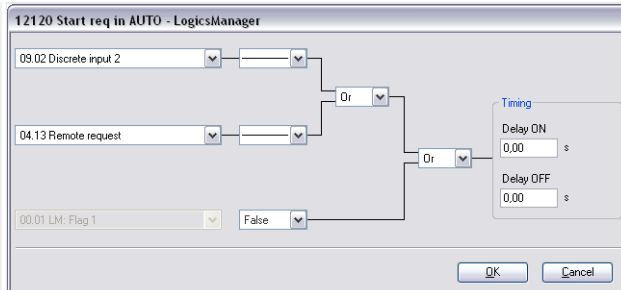 12120 Start req in AUTO - LogicsManager
09.02 Discrete input 2
Or
Timing
Delay ON
04.13 Remote request
0,00 s
Or
Delay OFF
0,00 s
00.01 LM: Flag 1
False
OK
Cancel